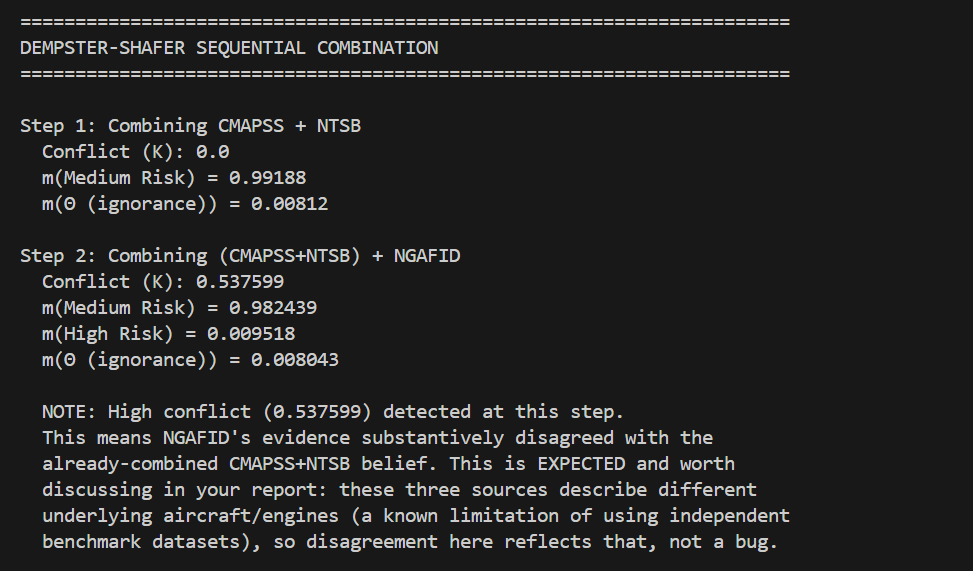 ======================================================================
DEMPSTER-SHAFER SEQUENTIAL COMBINATION
======================================================================
Step 1: Combining CMAPSS + NTSB
Conflict (K): 0.0
m(Medium Risk) = 0.99188
m(Θ (ignorance)) = 0.00812
Step 2: Combining (CMAPSS+NTSB) + NGAFID
Conflict (K): 0.537599
m(Medium Risk) = 0.982439
m(High Risk) = 0.009518
m(Θ (ignorance)) = 0.008043
NOTE: High conflict (0.537599) detected at this step.
This means NGAFID's evidence substantively disagreed with the
already-combined CMAPSS+NTSB belief. This is EXPECTED and worth
discussing in your report: these three sources describe different
underlying aircraft/engines (a known limitation of using independent
benchmark datasets), so disagreement here reflects that, not a bug.